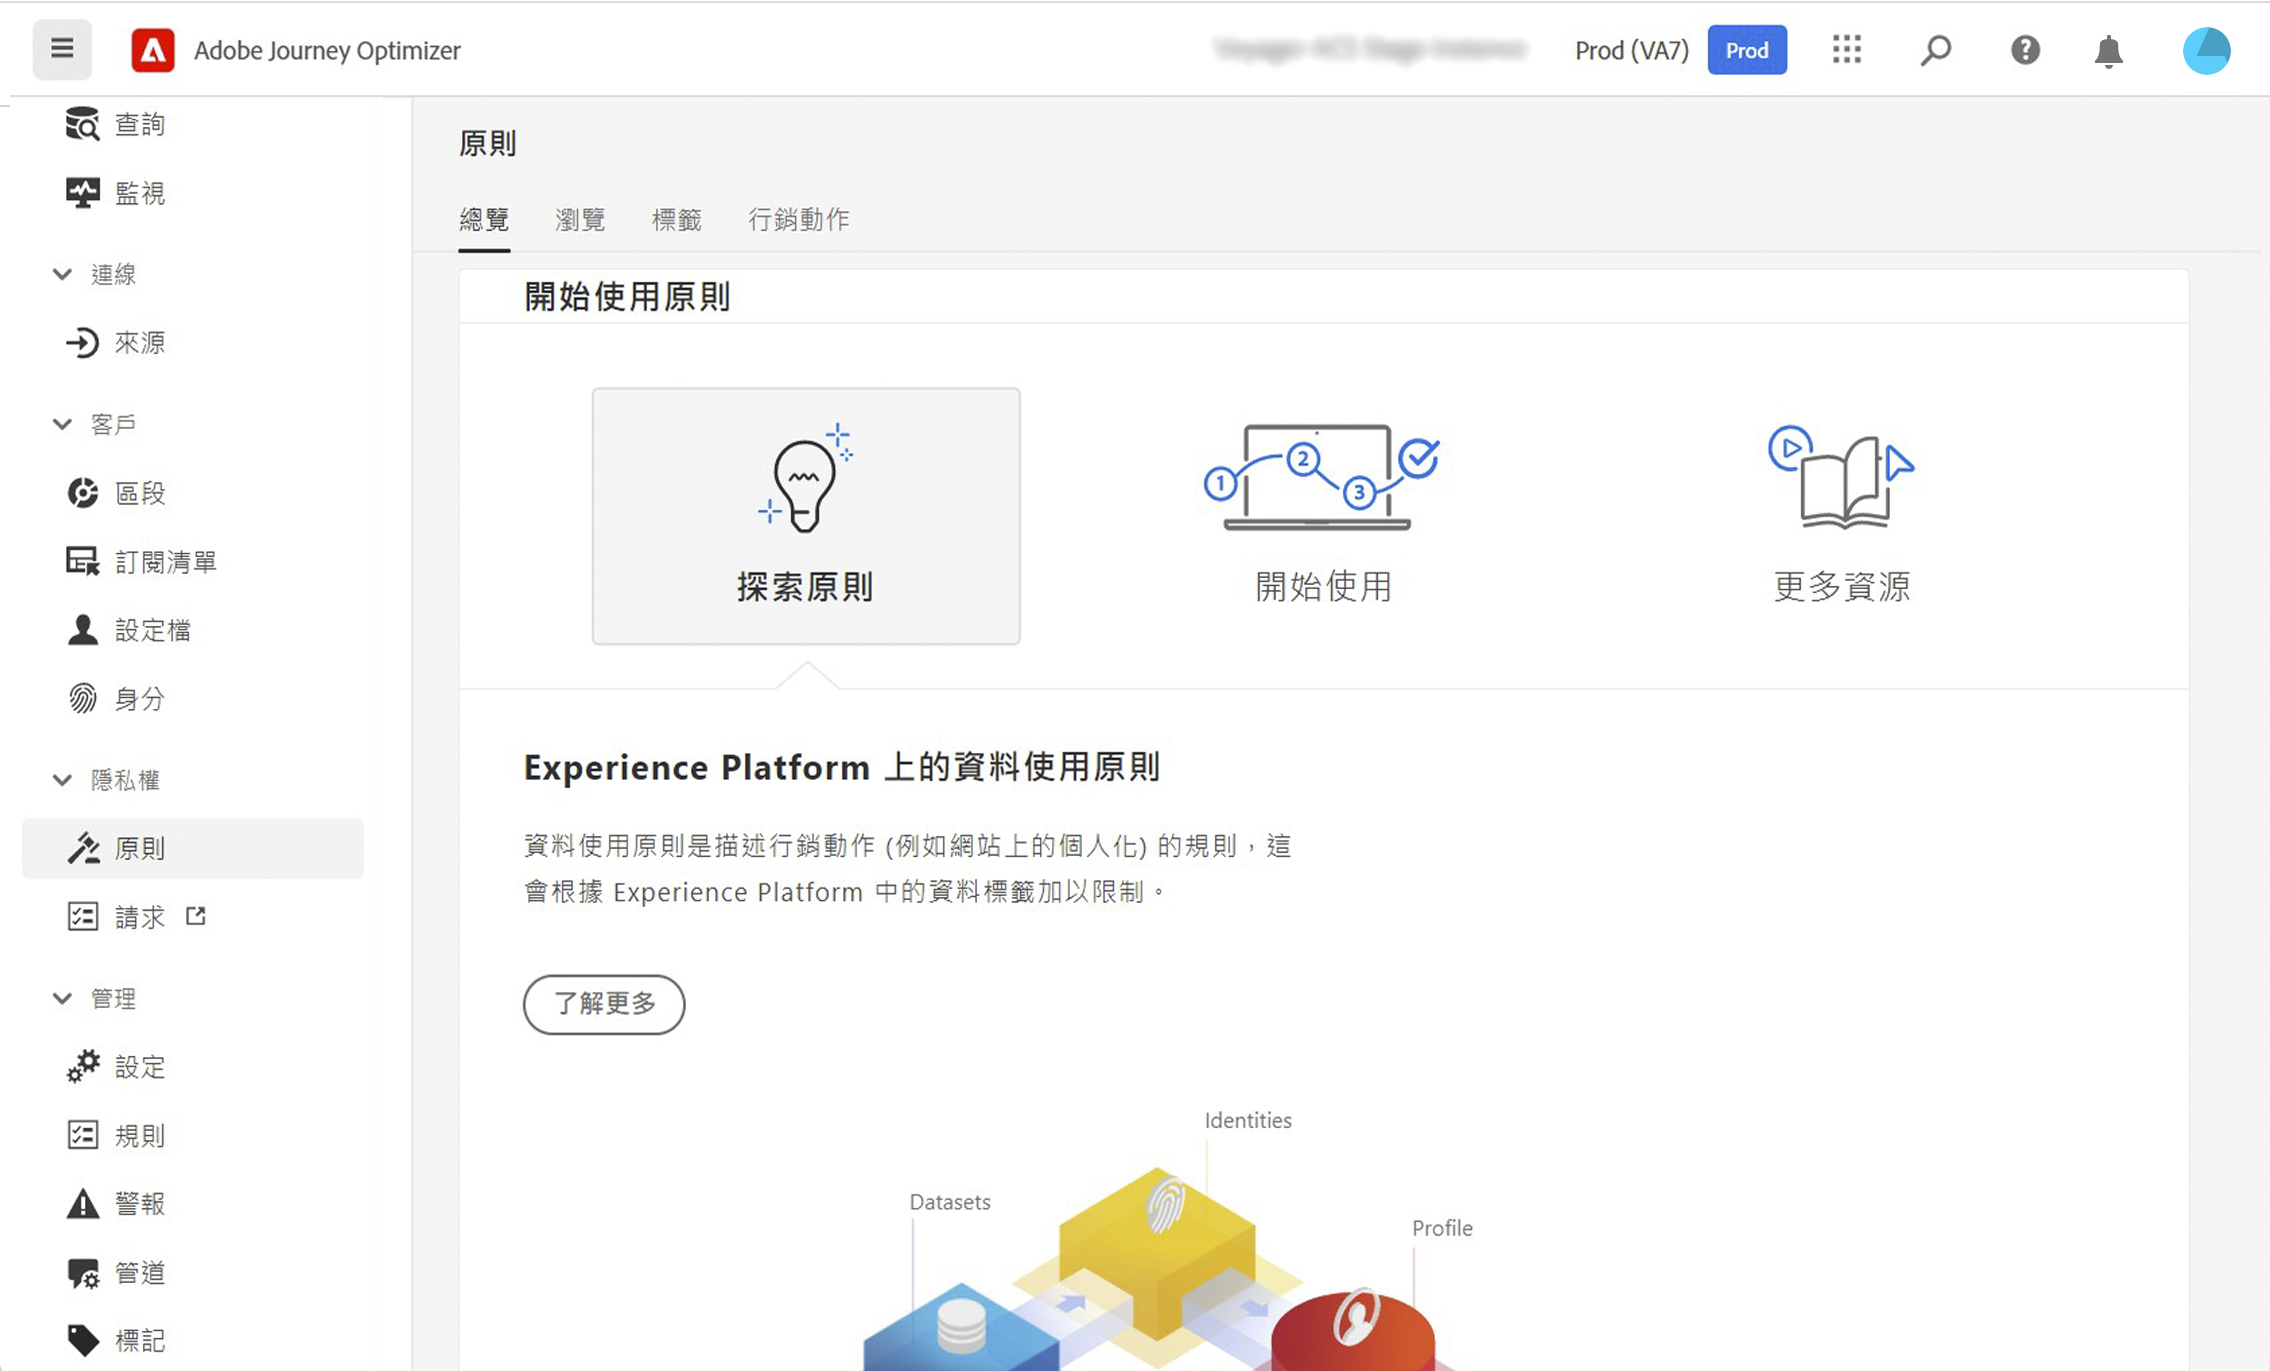 Adobe Journey Optimizer
Prod (VA7)
Prod
查詢
監視
連線
來源
客戶
區段
訂閱清單
設定檔
身分
隱私權
原則
請求
管理
設定
規則
警報
管道
標記
原則
總覽 瀏覽 標籤 行銷動作
開始使用原則
1 2 3
探索原則
開始使用
更多資源
Experience Platform 上的資料使用原則
資料使用原則是描述行銷動作 (例如網站上的個人化) 的規則，這
會根據 Experience Platform 中的資料標籤加以限制。
了解更多
Identities
Datasets
Profile